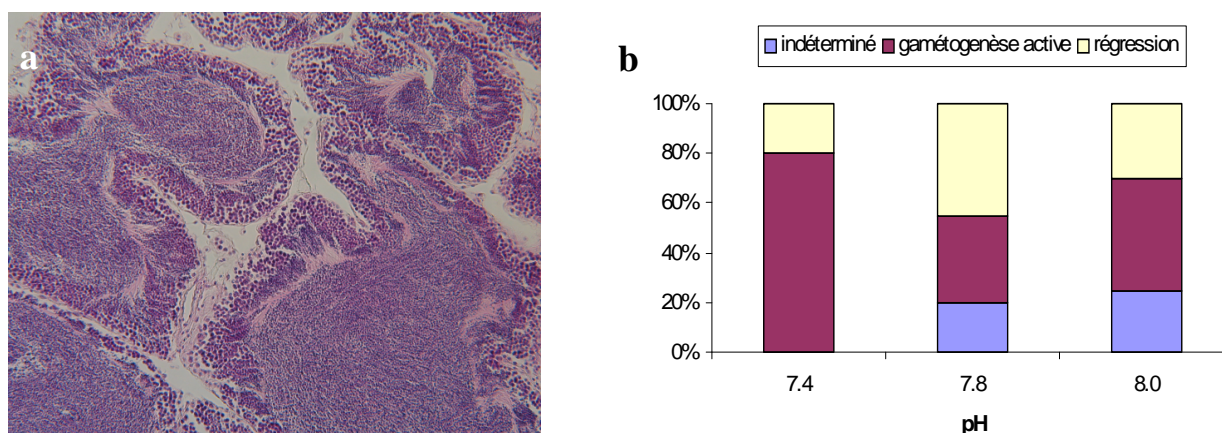 a
b
indéterminé gamétogenèse active régression
100%
80%
60%
40%
20%
0%
7.4 7.8 8.0
pH